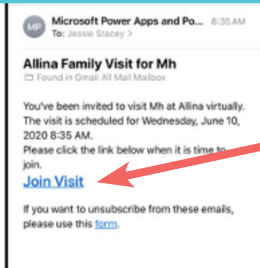 MP
Microsoft Power Apps and Po... 8:35 AM
To: Jessie Stacey >
Allina Family Visit for Mh
Found in Gmail All Mail Mailbox
You've been invited to visit Mh at Allina virtually.
The visit is scheduled for Wednesday, June 10,
2020 8:35 AM.
Please click the link below when it is time to
join.
Join Visit
If you want to unsubscribe from these emails,
please use this form.